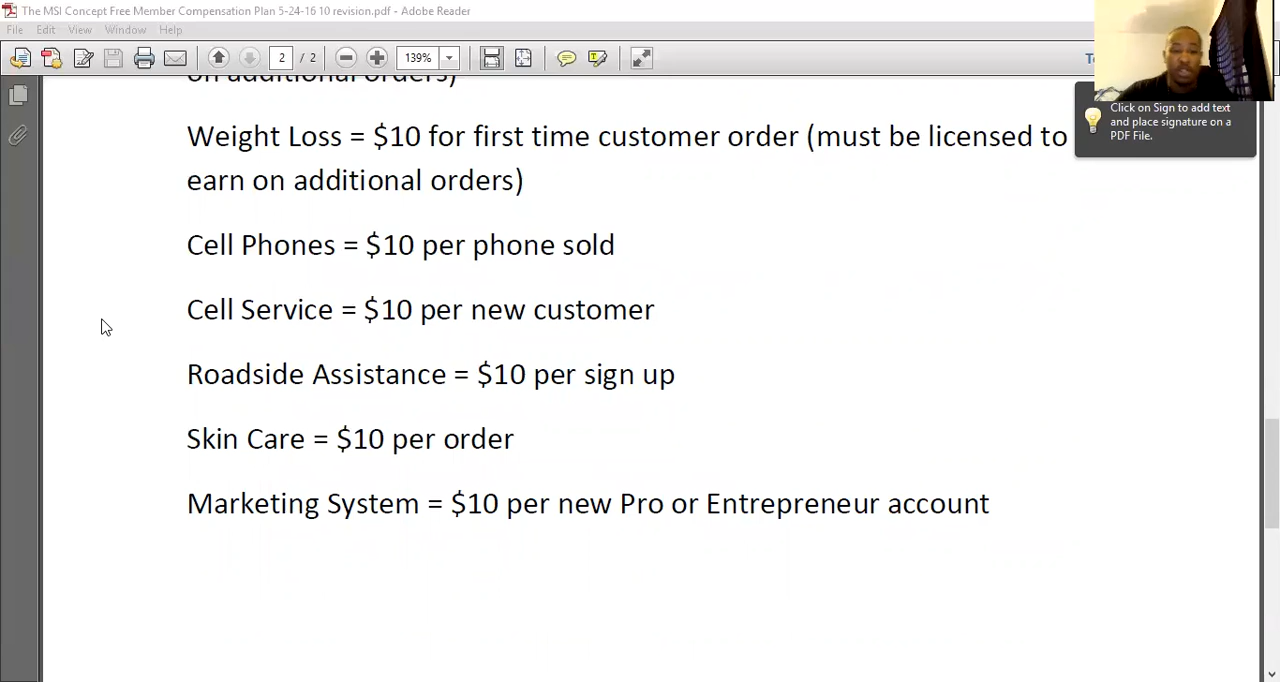 The MSI Concept Free Member Compensation Plan 5-24-16 10 revision.pdf - Adobe Reader
File Edit View Window Help
2 / 2 139%
on additional orders)
Click on Sign to add text
and place signature on a
PDF File.
Weight Loss = $10 for first time customer order (must be licensed to
earn on additional orders)
Cell Phones = $10 per phone sold
Cell Service = $10 per new customer
Roadside Assistance = $10 per sign up
Skin Care = $10 per order
Marketing System = $10 per new Pro or Entrepreneur account